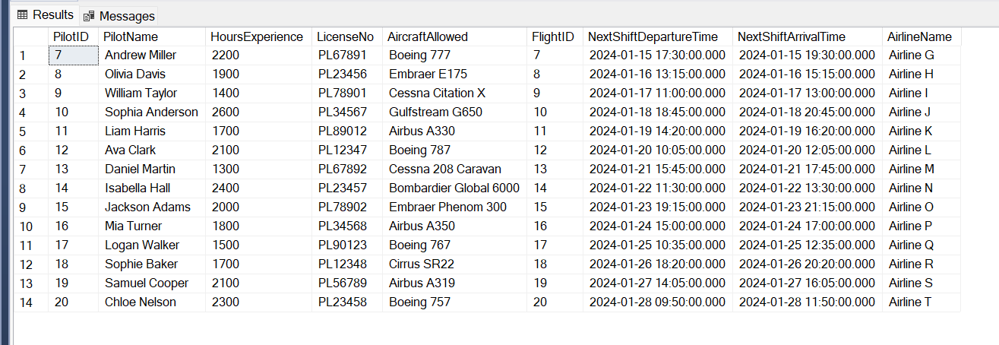 Results Messages
PilotID PilotName HoursExperience LicenseNo AircraftAllowed FlightID NextShiftDepartureTime NextShiftArrivalTime AirlineName
1 7 Andrew Miller 2200 PL67891 Boeing 777 7 2024-01-15 17:30:00.000 2024-01-15 19:30:00.000 Airline G
2 8 Olivia Davis 1900 PL23456 Embraer E175 8 2024-01-16 13:15:00.000 2024-01-16 15:15:00.000 Airline H
3 9 William Taylor 1400 PL78901 Cessna Citation X 9 2024-01-17 11:00:00.000 2024-01-17 13:00:00.000 Airline I
4 10 Sophia Anderson 2600 PL34567 Gulfstream G650 10 2024-01-18 18:45:00.000 2024-01-18 20:45:00.000 Airline J
5 11 Liam Harris 1700 PL89012 Airbus A330 11 2024-01-19 14:20:00.000 2024-01-19 16:20:00.000 Airline K
6 12 Ava Clark 2100 PL12347 Boeing 787 12 2024-01-20 10:05:00.000 2024-01-20 12:05:00.000 Airline L
7 13 Daniel Martin 1300 PL67892 Cessna 208 Caravan 13 2024-01-21 15:45:00.000 2024-01-21 17:45:00.000 Airline M
8 14 Isabella Hall 2400 PL23457 Bombardier Global 6000 14 2024-01-22 11:30:00.000 2024-01-22 13:30:00.000 Airline N
9 15 Jackson Adams 2000 PL78902 Embraer Phenom 300 15 2024-01-23 19:15:00.000 2024-01-23 21:15:00.000 Airline O
10 16 Mia Turner 1800 PL34568 Airbus A350 16 2024-01-24 15:00:00.000 2024-01-24 17:00:00.000 Airline P
11 17 Logan Walker 1500 PL90123 Boeing 767 17 2024-01-25 10:35:00.000 2024-01-25 12:35:00.000 Airline Q
12 18 Sophie Baker 1700 PL12348 Cirrus SR22 18 2024-01-26 18:20:00.000 2024-01-26 20:20:00.000 Airline R
13 19 Samuel Cooper 2100 PL56789 Airbus A319 19 2024-01-27 14:05:00.000 2024-01-27 16:05:00.000 Airline S
14 20 Chloe Nelson 2300 PL23458 Boeing 757 20 2024-01-28 09:50:00.000 2024-01-28 11:50:00.000 Airline T